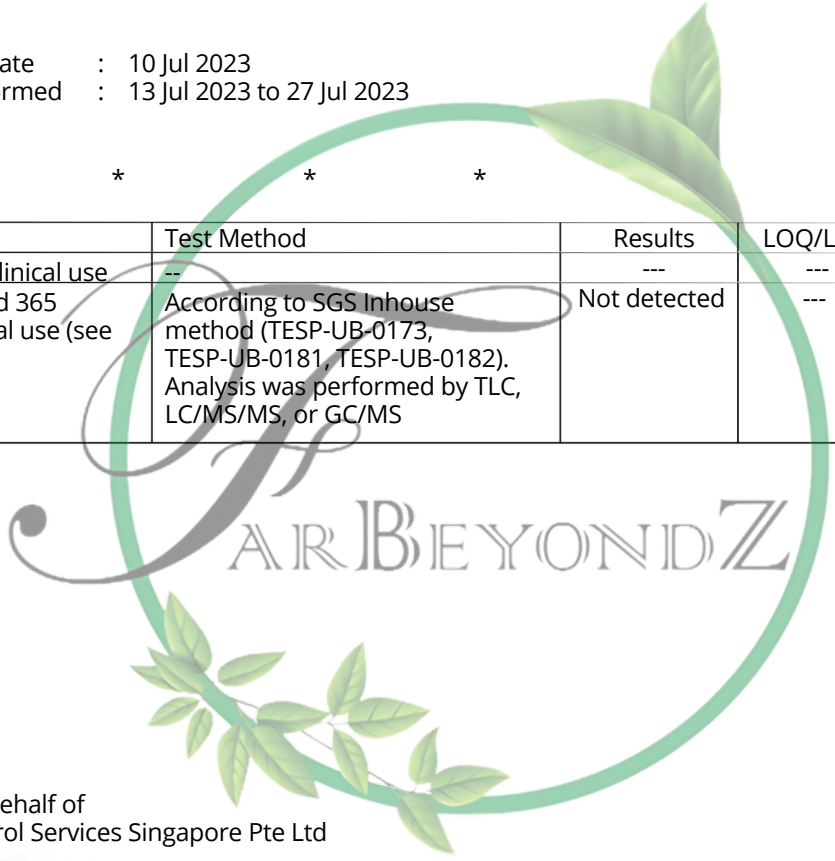 ate : 10 Jul 2023
ormed : 13 Jul 2023 to 27 Jul 2023
* * *
Test Method Results LOQ/L
linical use -- --- ---
d 365 According to SGS Inhouse Not detected ---
al use (see method (TESP-UB-0173,
TESP-UB-0181, TESP-UB-0182).
Analysis was performed by TLC,
LC/MS/MS, or GC/MS
FARBEYONDZ
ehalf of
rol Services Singapore Pte Ltd